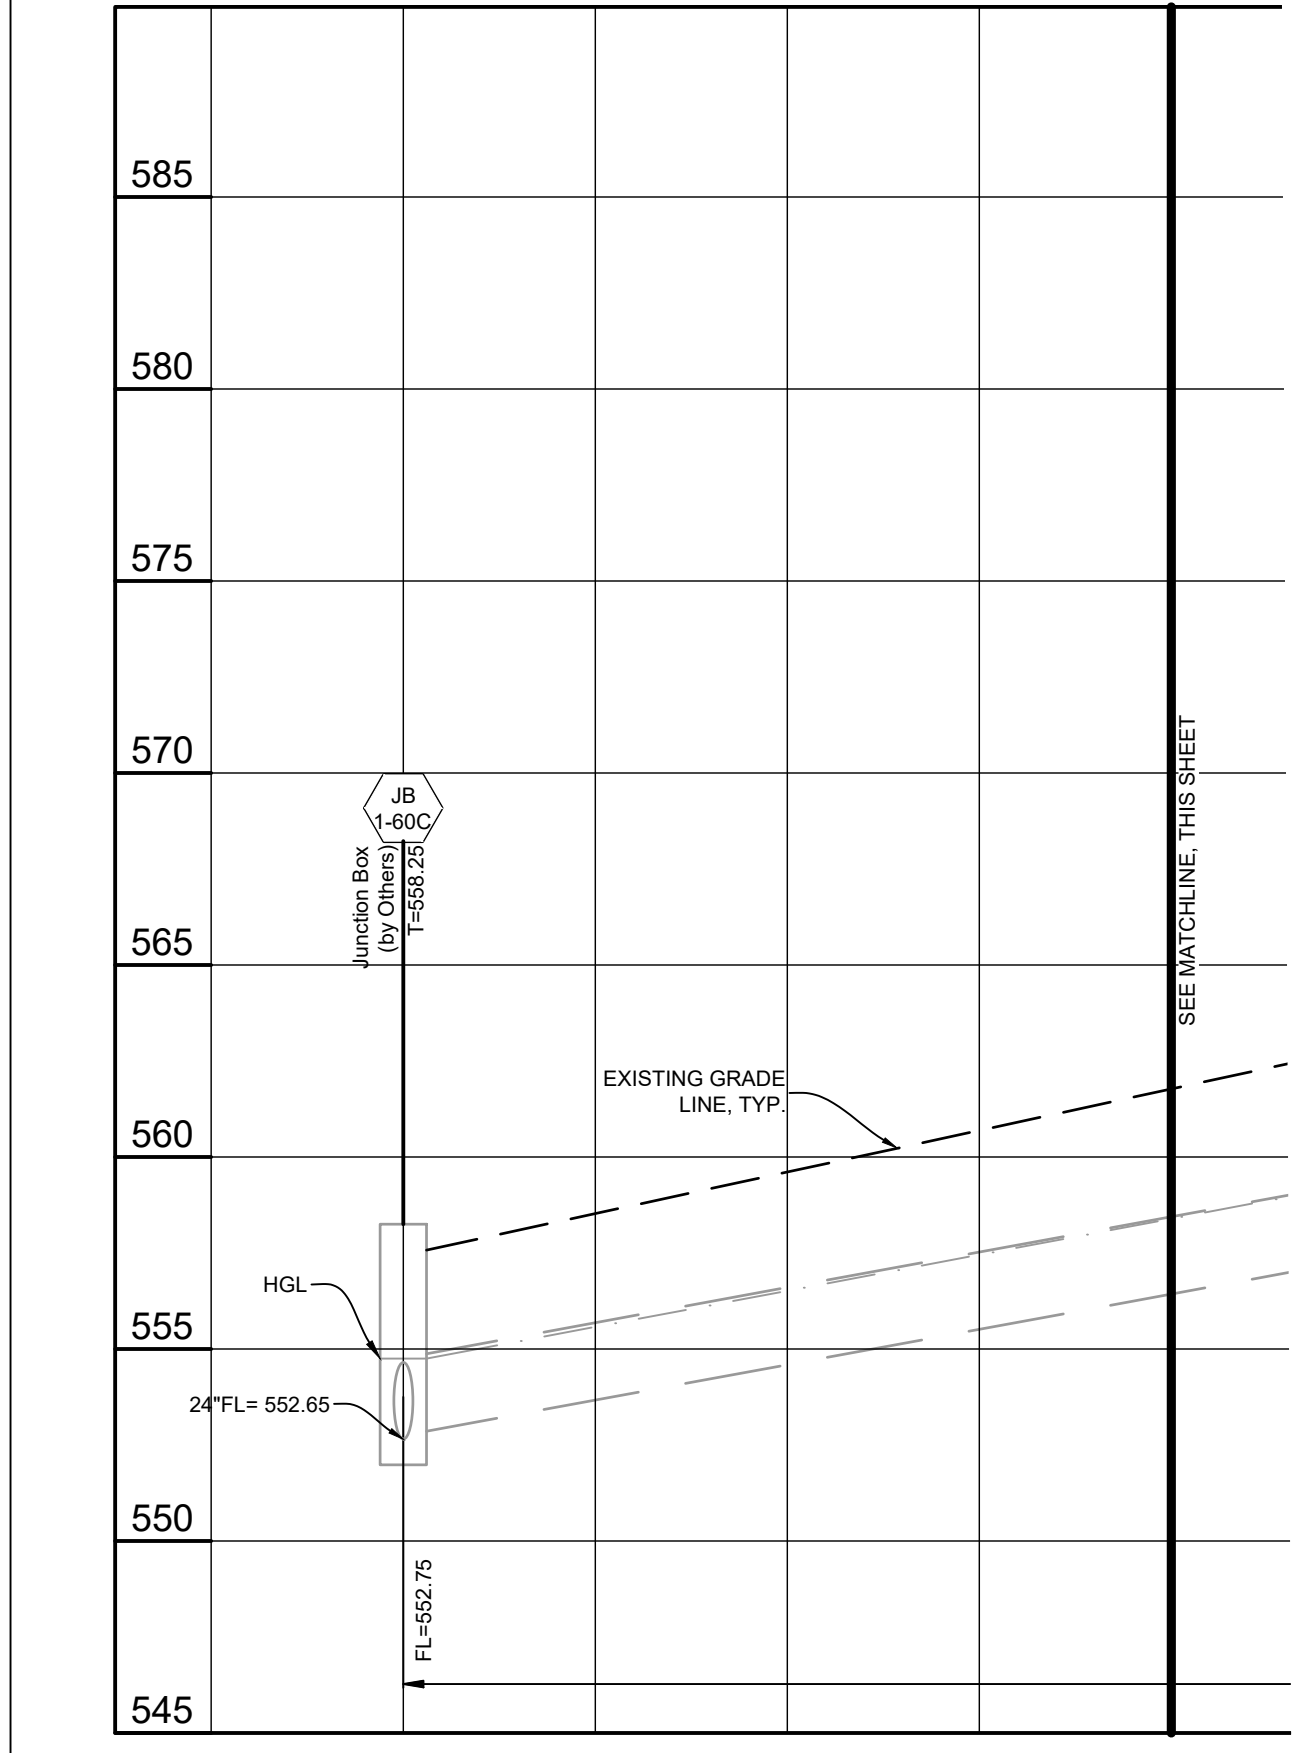 585
580
575
570
JB
1-60C
Junction Box
(by Others)
T=558.25
SEE MATCHLINE, THIS SHEET
565
EXISTING GRADE
LINE, TYP.
560
HGL
555
24"FL= 552.65
550
FL=552.75
545